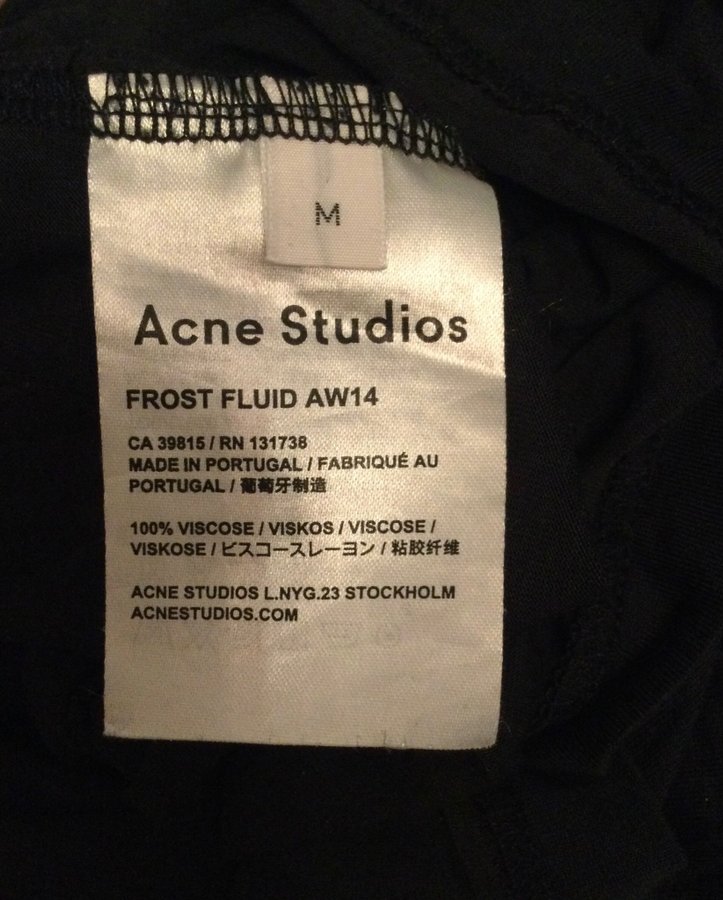 M
Acne Studios
FROST FLUID AW14
CA 39815 / RN 131738
MADE IN PORTUGAL / FABRIQUÉ AU
PORTUGAL / 葡萄牙制造
100% VISCOSE / VISKOS / VISCOSE /
VISKOSE / ビスコースレーヨン / 粘胶纤维
ACNE STUDIOS L.NYG.23 STOCKHOLM
ACNESTUDIOS.COM